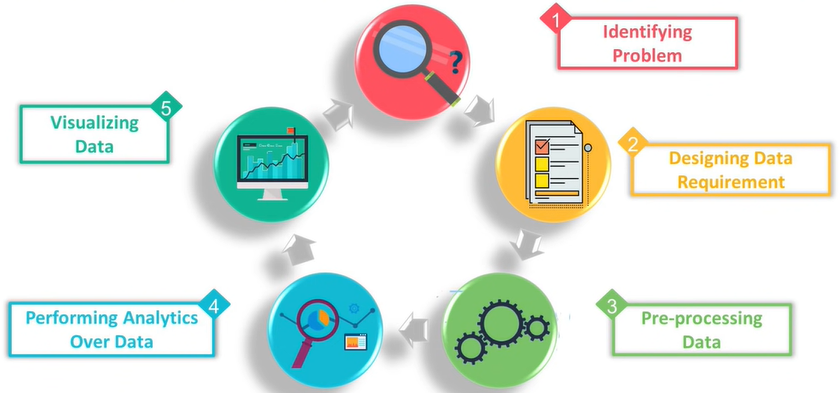 1
Identifying
Problem
2
Designing Data
Requirement
3
Pre-processing
Data
4
Performing Analytics
Over Data
5
Visualizing
Data
?